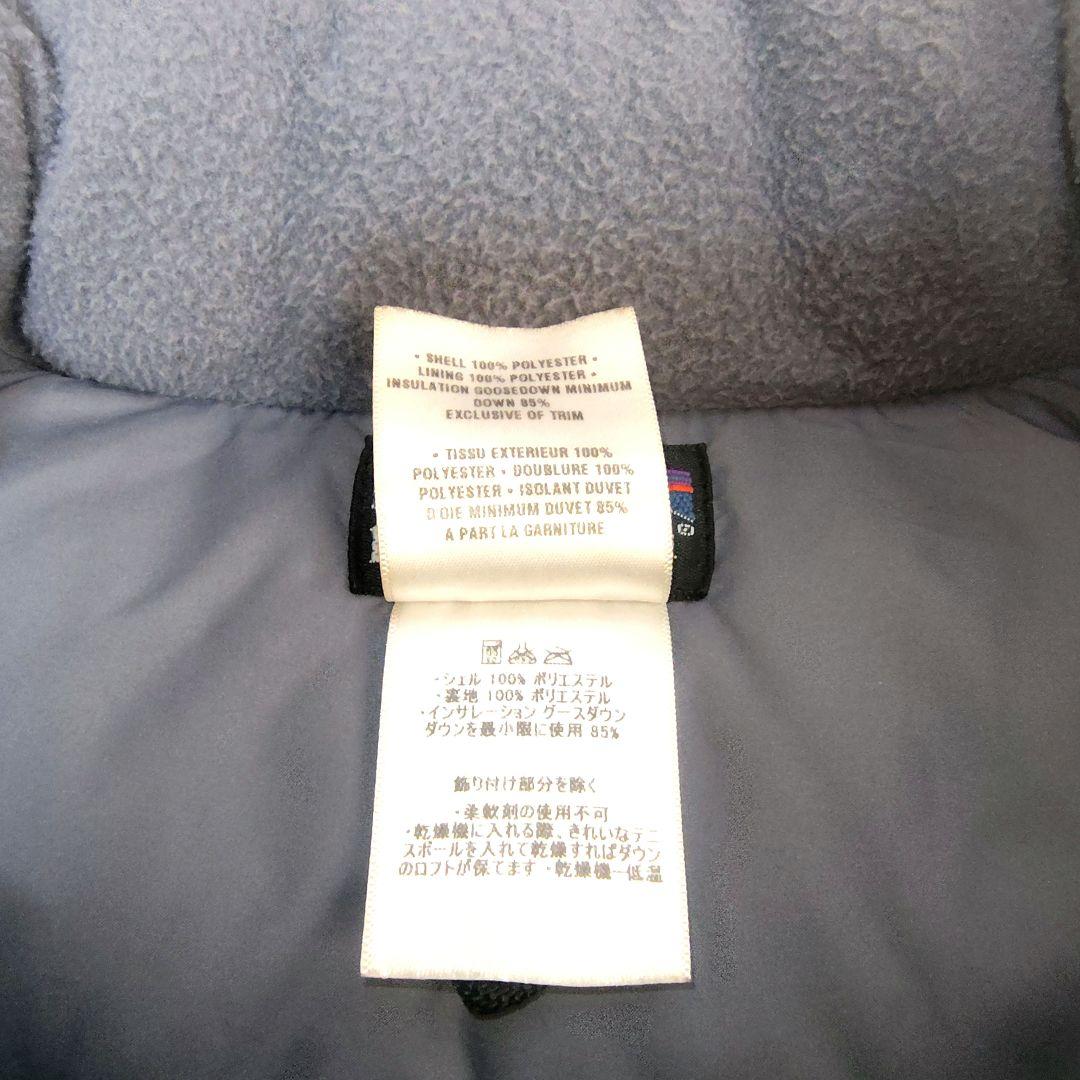 • SHELL 100% POLYESTER •
LINING 100% POLYESTER •
INSULATION GOOSEDOWN MINIMUM
DOWN 85%
EXCLUSIVE OF TRIM
• TISSU EXTERIEUR 100%
POLYESTER • DOUBLURE 100%
POLYESTER • ISOLANT DUVET
D'OIE MINIMUM DUVET 85%
A PART LA GARNITURE
・シェル 100% ポリエステル
・裏地 100% ポリエステル
・インサレーション グースダウン
ダウンを最小限に使用 85%
飾り付け部分を除く
・柔軟剤の使用不可
・乾燥機に入れる際、きれいなテニ
スボールを入れて乾燥すればダウン
のロフトが保てます・乾燥機―低温